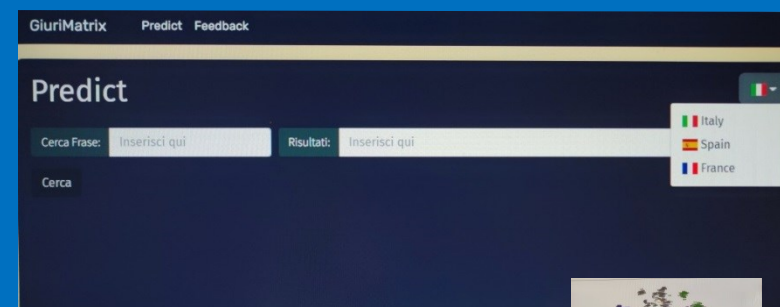 GiuriMatrix Predict Feedback
Predict
Cerca Frase: Inserisci qui Risultati: Inserisci qui
Italy
Spain
France
Cerca